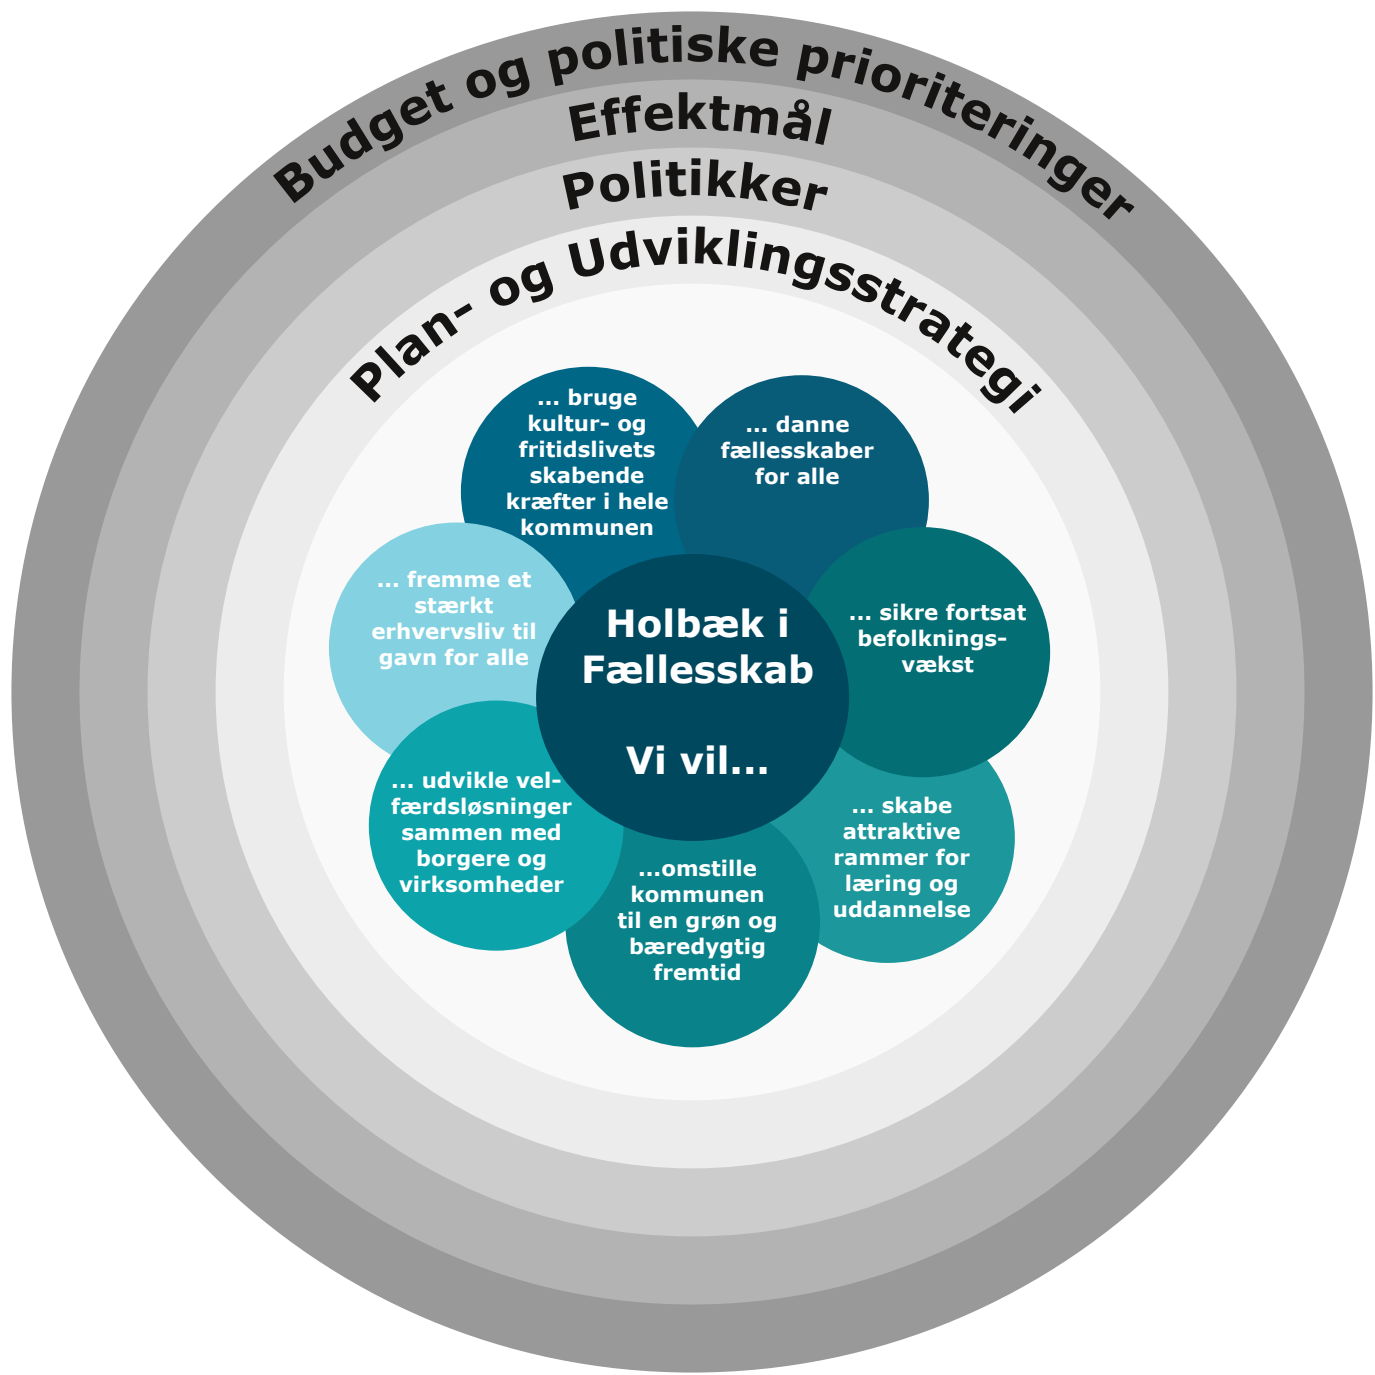 Budget og politiske prioriteringer
Effektmål
Politikker
Plan- og Udviklingsstrategi
... bruge
kultur- og
fritidslivets
skabende
kræfter i hele
kommunen
... danne
fællesskaber
for alle
... fremme et
stærkt
erhvervsliv til
gavn for alle
Holbæk i
Fællesskab
Vi vil...
... sikre fortsat
befolknings-
vækst
... udvikle vel-
færdsløsninger
sammen med
borgere og
virksomheder
...omstille
kommunen
til en grøn og
bæredygtig
fremtid
... skabe
attraktive
rammer for
læring og
uddannelse